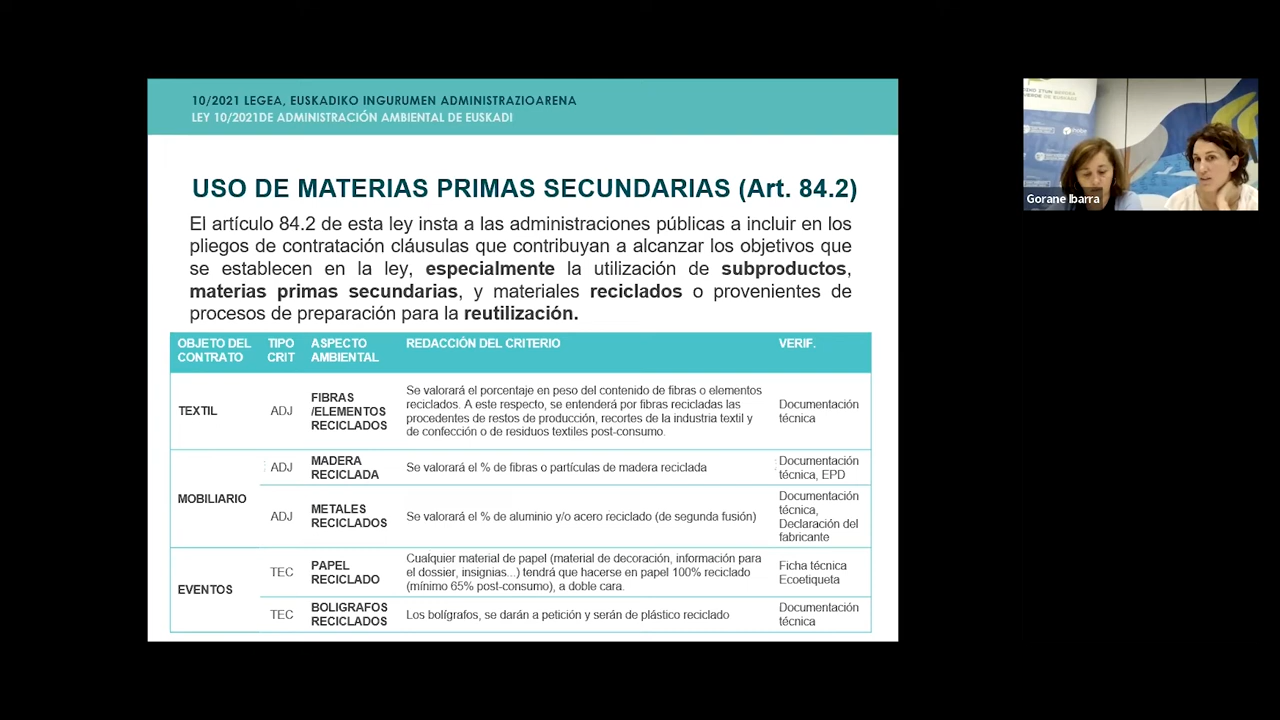 10/2021 LEGEA, EUSKADIKO INGURUMEN ADMINISTRAZIOARENA
LEY 10/2021DE ADMINISTRACIÓN AMBIENTAL DE EUSKADI
USO DE MATERIAS PRIMAS SECUNDARIAS (Art. 84.2)
El artículo 84.2 de esta ley insta a las administraciones públicas a incluir en los
pliegos de contratación cláusulas que contribuyan a alcanzar los objetivos que
se establecen en la ley, especialmente la utilización de subproductos,
materias primas secundarias, y materiales reciclados o provenientes de
procesos de preparación para la reutilización.
OBJETO DEL
CONTRATO
TIPO
CRIT
ASPECTO
AMBIENTAL
REDACCIÓN DEL CRITERIO
VERIF.
TEXTIL
ADJ
FIBRAS
/ELEMENTOS
RECICLADOS
Se valorará el porcentaje en peso del contenido de fibras o elementos
reciclados. A este respecto, se entenderá por fibras recicladas las
procedentes de restos de producción, recortes de la industria textil y
de confección o de residuos textiles post-consumo.
Documentación
técnica
MOBILIARIO
ADJ
MADERA
RECICLADA
Se valorará el % de fibras o partículas de madera reciclada
Documentación
técnica, EPD
ADJ
METALES
RECICLADOS
Se valorará el % de aluminio y/o acero reciclado (de segunda fusión)
Documentación
técnica,
Declaración del
fabricante
EVENTOS
TEC
PAPEL
RECICLADO
Cualquier material de papel (material de decoración, información para
el dossier, insignias...) tendrá que hacerse en papel 100% reciclado
(mínimo 65% post-consumo), a doble cara.
Ficha técnica
Ecoetiqueta
TEC
BOLIGRAFOS
RECICLADOS
Los bolígrafos, se darán a petición y serán de plástico reciclado
Documentación
técnica
ITUN BERDEA
VERDE DE EUSKADI
Gorane Ibarra